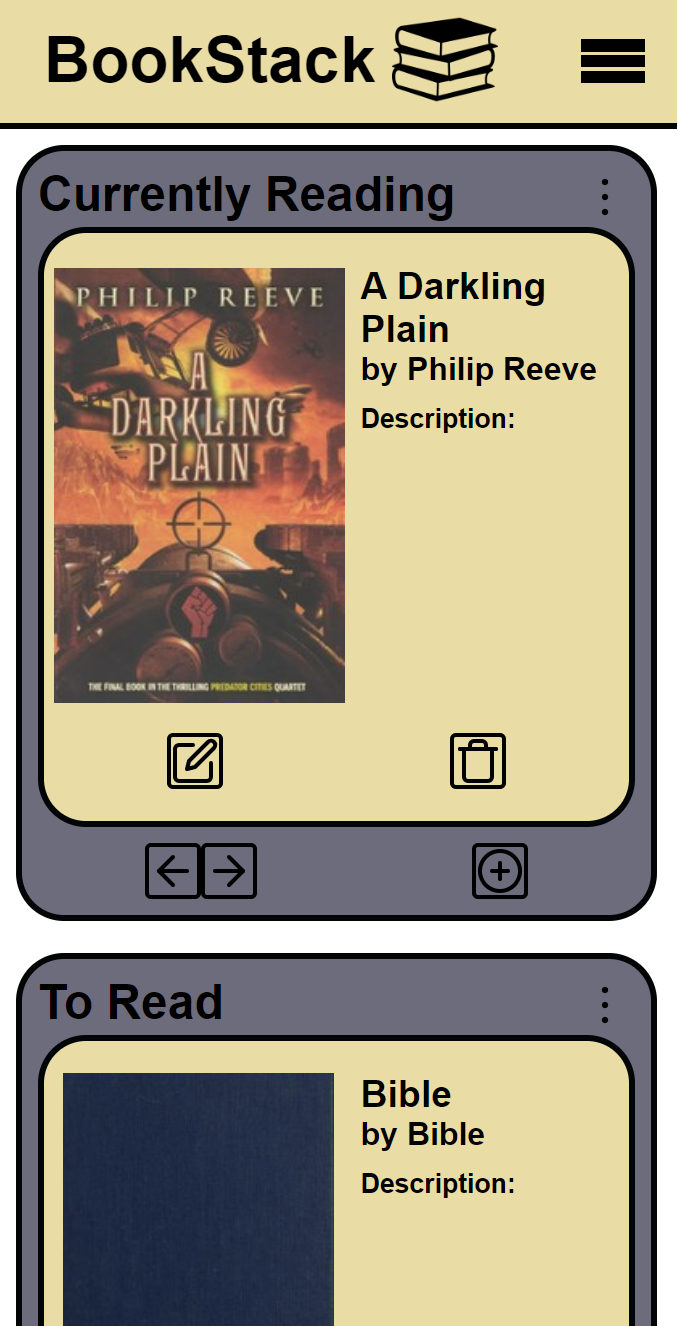 BookStack
Currently Reading
PHILIP REEVE
A
DARKLING
PLAIN
THE FINAL BOOK IN THE THRILLING PREDATOR CITIES QUARTET
A Darkling
Plain
by Philip Reeve
Description:
To Read
Bible
by Bible
Description: